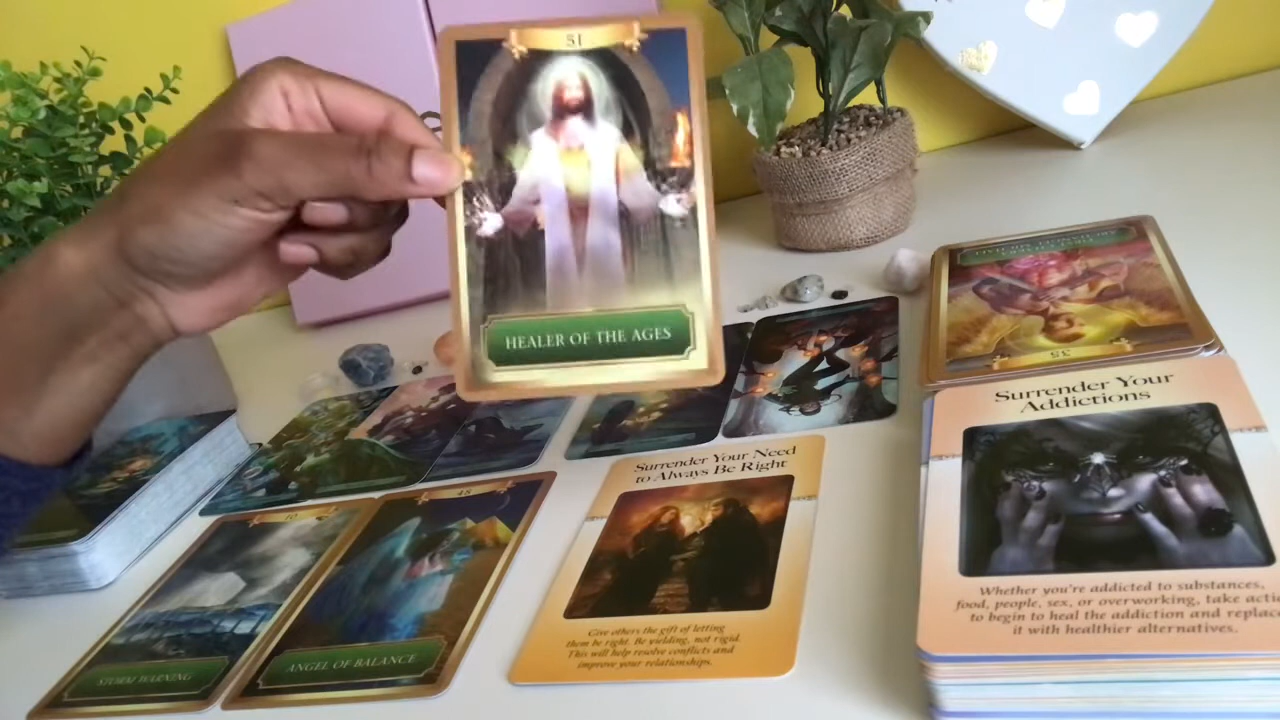 51
HEALER OF THE AGES
35
Surrender Your
Addictions
Whether you're addicted to substances,
food, people, sex, or overworking, take
to begin to heal the addiction and
it with healthier alternatives.
Surrender Your Need
to Always Be Right
Give others the gift of letting
them be right. Be yielding, not rigid.
This will help resolve conflicts and
improve your relationships.
48
ANGEL OF BALANCE
10
STORM WARNING